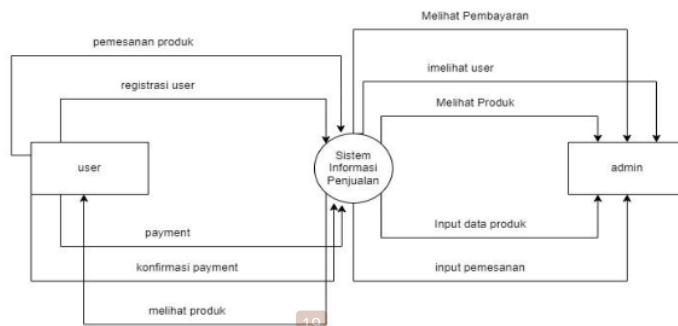 Melihat Pembayaran
pemesanan produk
imelihat user
registrasi user
Melihat Produk
user
Sistem
Informasi
Penjualan
admin
payment
Input data produk
konfirmasi payment
input pemesanan
melihat produk
19